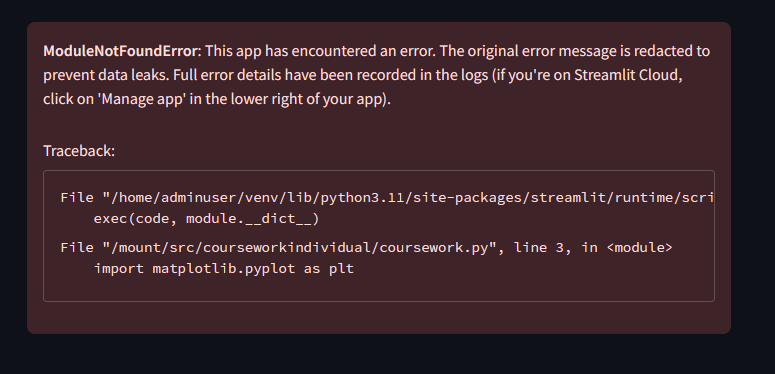 ModuleNotFoundError: This app has encountered an error. The original error message is redacted to
prevent data leaks. Full error details have been recorded in the logs (if you're on Streamlit Cloud,
click on 'Manage app' in the lower right of your app).
Traceback:
File "/home/adminuser/venv/lib/python3.11/site-packages/streamlit/runtime/scri
exec(code, module.__dict__)
File "/mount/src/courseworkindividual/coursework.py", line 3, in <module>
import matplotlib.pyplot as plt